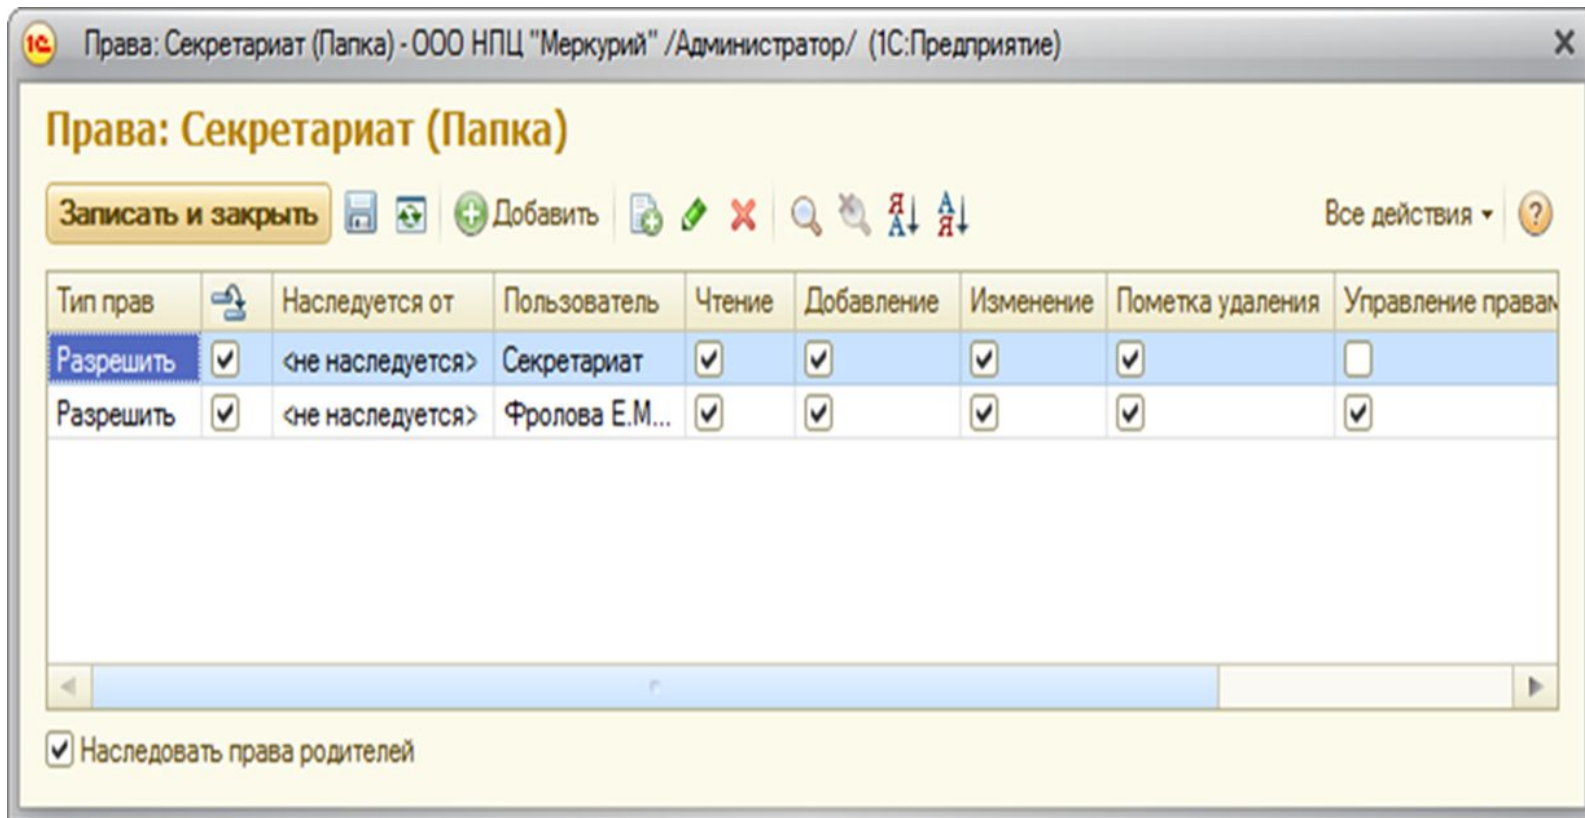 1С Права: Секретариат (Папка) - ООО НПЦ "Меркурий" /Администратор/ (1С:Предприятие)
Права: Секретариат (Папка)
Записать и закрыть Добавить Все действия
Тип прав Наследуется от Пользователь Чтение Добавление Изменение Пометка удаления Управление правам
Разрешить <не наследуется> Секретариат
Разрешить <не наследуется> Фролова Е.М...
Наследовать права родителей